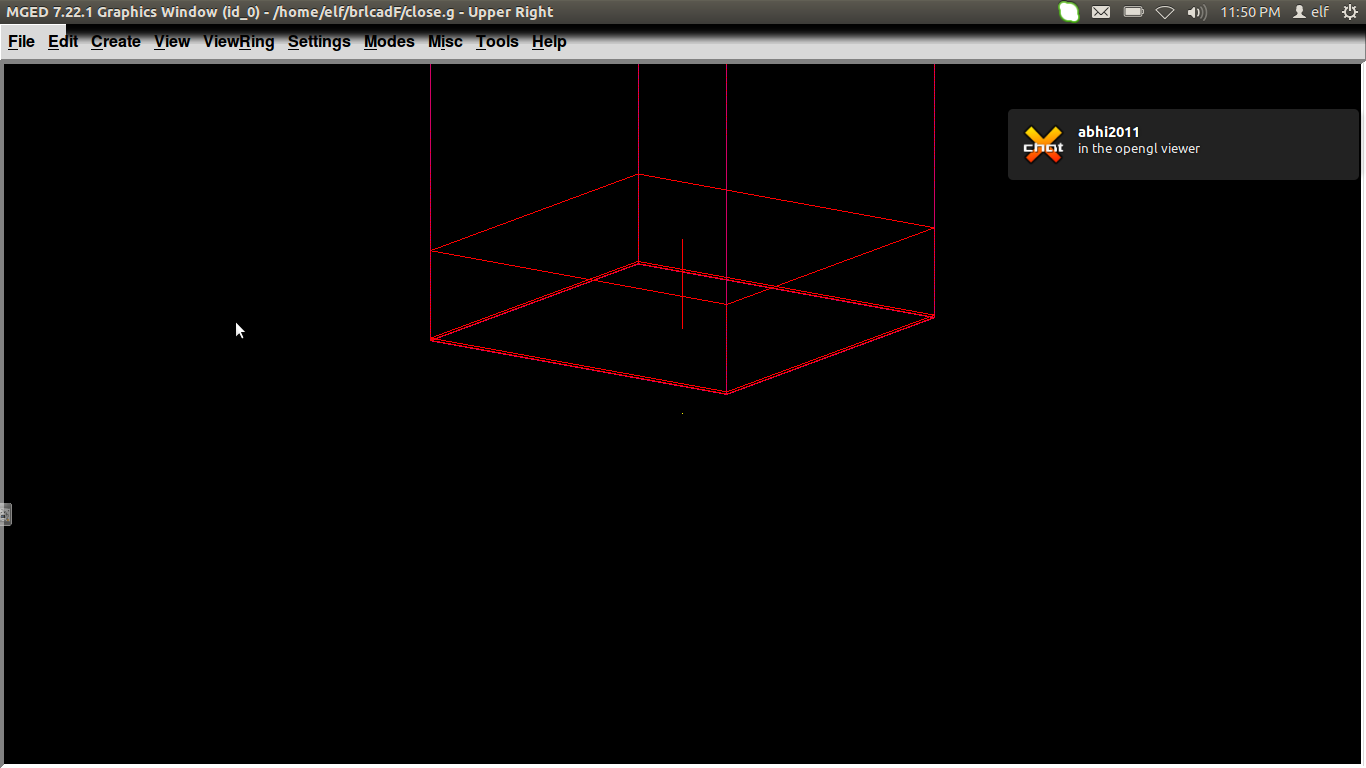 MGED 7.22.1 Graphics Window (id_0) - /home/elf/brlcadF/close.g - Upper Right
11:50 PM elf
File Edit Create View ViewRing Settings Modes Misc Tools Help
abhi2011
chat
in the opengl viewer